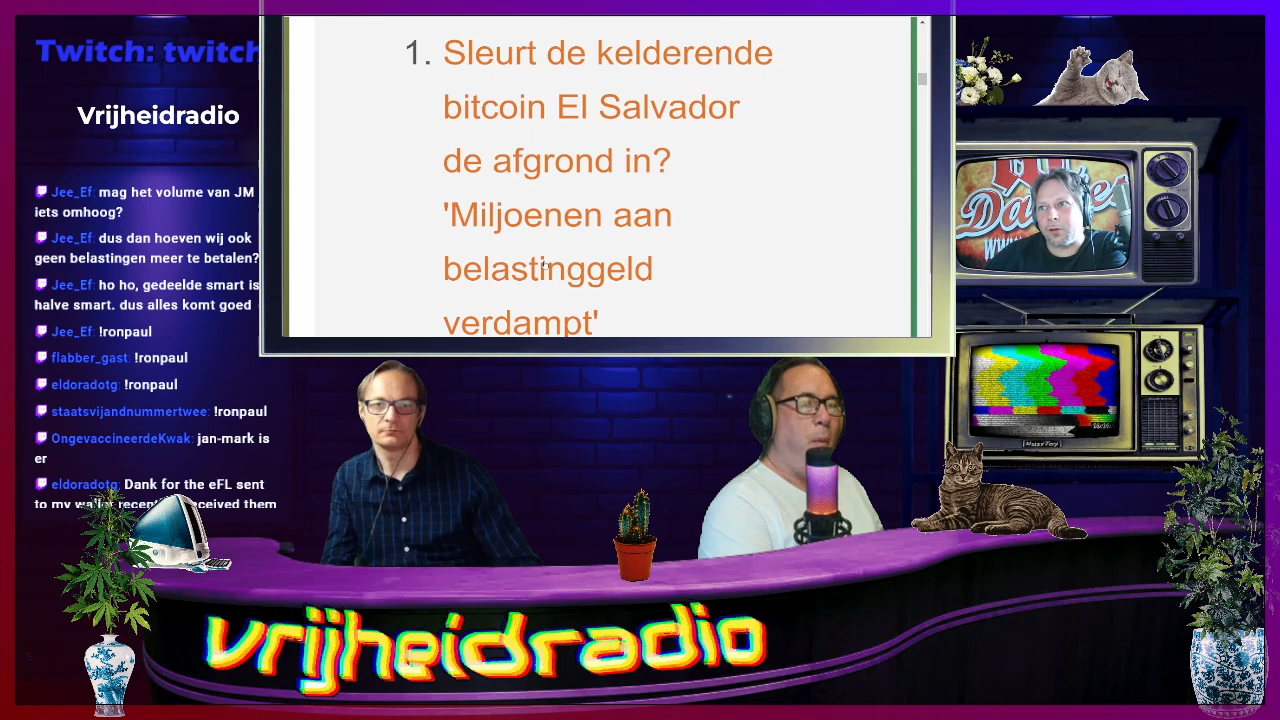 Twitch: twitch
Vrijheidradio
Jee_Ef: mag het volume van JM
iets omhoog?
Jee_Ef: dus dan hoeven wij ook
geen belastingen meer te betalen?
Jee_Ef: ho ho, gedeelde smart is
halve smart. dus alles komt goed
Jee_Ef: !ronpaul
flabber_gast: !ronpaul
eldoradotg: !ronpaul
staatsvijandnummertwee: !ronpaul
OngevaccineerdeKwak: jan-mark is
er
eldoradotg: Dank for the eFL sent
to my received them
1. Sleurt de kelderende
bitcoin El Salvador
de afgrond in?
'Miljoenen aan
belastinggeld
verdampt'
vrijheidradio